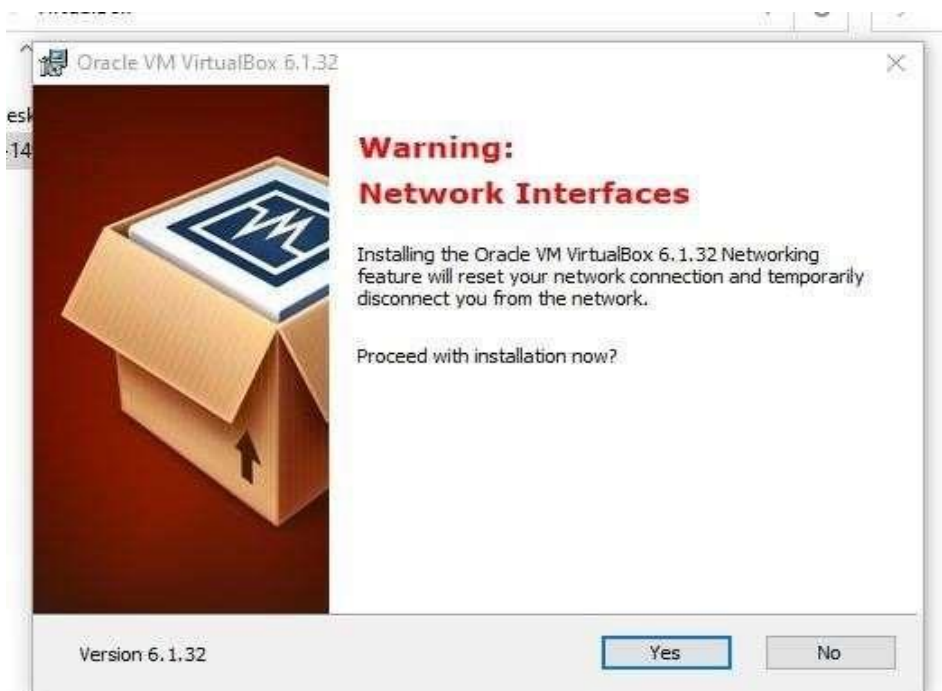 Oracle VM VirtualBox 6.1.32
esk
-14
Warning:
Network Interfaces
Installing the Oracle VM VirtualBox 6.1.32 Networking
feature will reset your network connection and temporarily
disconnect you from the network.
Proceed with installation now?
Version 6.1.32
Yes
No